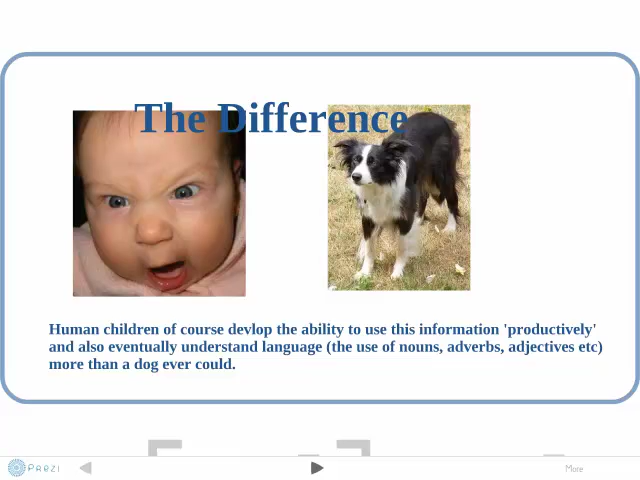 The Difference
Human children of course devlop the ability to use this information 'productively'
and also eventually understand language (the use of nouns, adverbs, adjectives etc)
more than a dog ever could.
Prezi
More